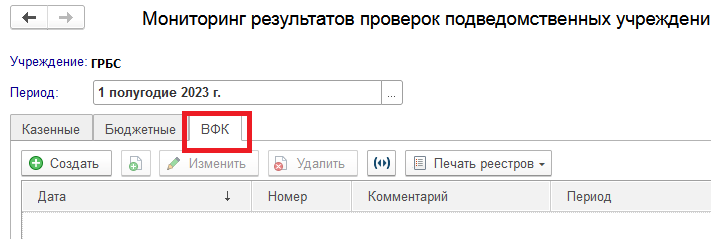 Мониторинг результатов проверок подведомственных учреждени
Учреждение: ГРБС
Период: 1 полугодие 2023 г. ...
Казенные Бюджетные ВФК
Создать Изменить Удалить Печать реестров
Дата ↓ Номер Комментарий Период